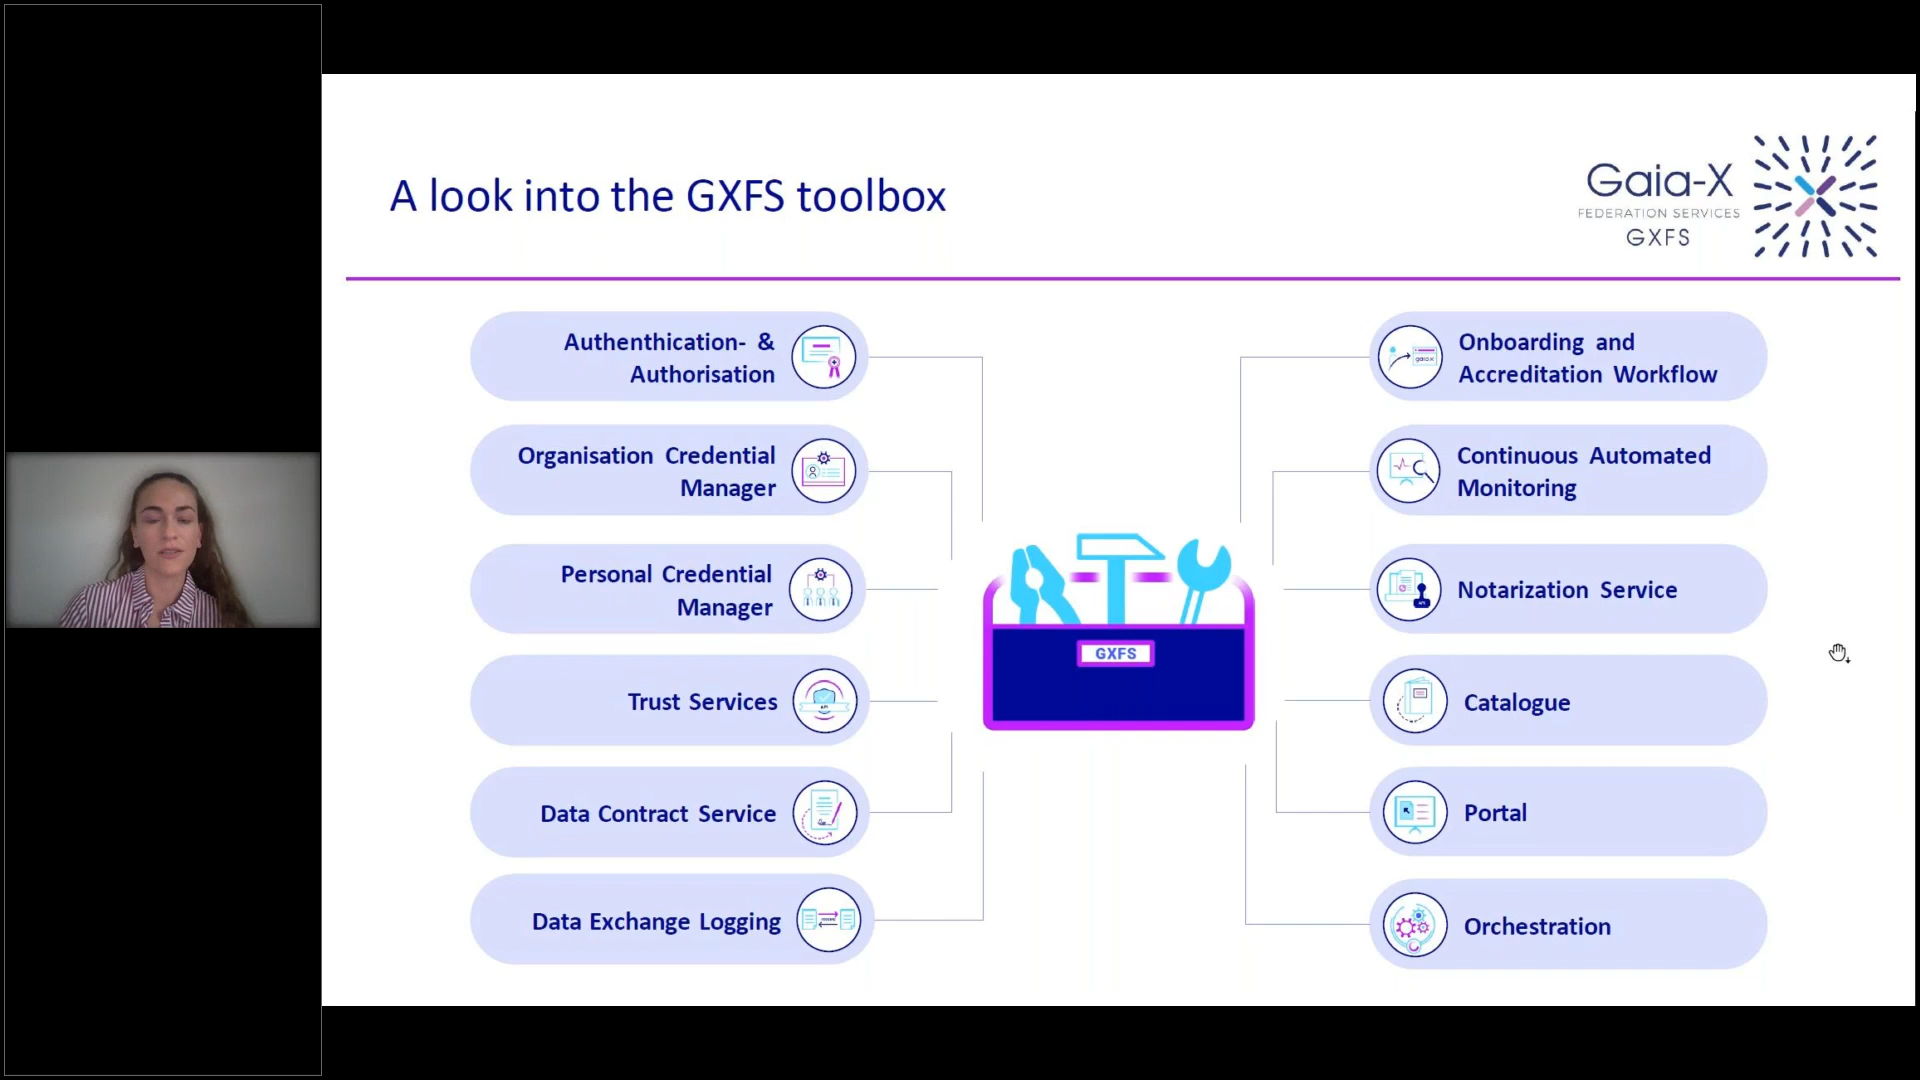 A look into the GXFS toolbox
Gaia-X
FEDERATION SERVICES
GXFS
Authenthication- &
Authorisation
Organisation Credential
Manager
Personal Credential
Manager
Trust Services
Data Contract Service
Data Exchange Logging
GXFS
Onboarding and
Accreditation Workflow
Continuous Automated
Monitoring
Notarization Service
Catalogue
Portal
Orchestration